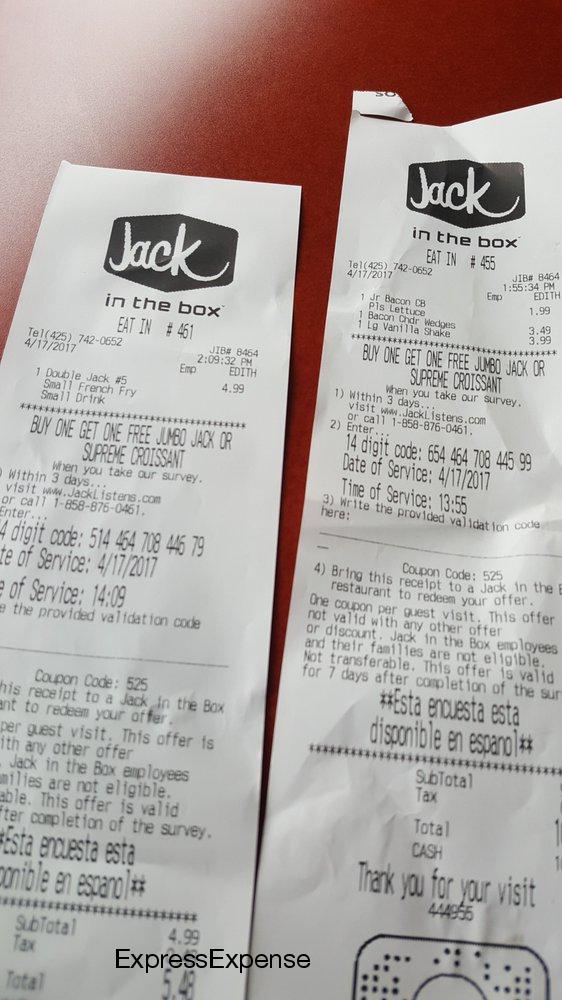 Jack
in the box
EAT IN # 461
Tel(425) 742-0652 JIB# 8464
4/17/2017 2:09:32 PM
Emp EDITH
1 Double Jack #5 4.99
Small French Fry
Small Drink
BUY ONE GET ONE FREE JUMBO JACK OR
SUPREME CROISSANT
When you take our survey.
) Within 3 days...
visit www.JackListens.com
or call 1-858-876-0461.
Enter...
4 digit code: 514 464 708 446 79
te of Service: 4/17/2017
e of Service: 14:09
e the provided validation code
Coupon Code: 525
his receipt to a Jack in the Box
ant to redeem your offer.
per guest visit. This offer is
ith any other offer
. Jack in the Box employees
amilies are not eligible.
able. This offer is valid
fter completion of the survey.
*Esta encuesta esta
ponible en espanol**
SubTotal 4.99
Tax
Total 5.48
so
Jack
in the box
EAT IN # 455
Tel(425) 742-0652 JIB# 8464
4/17/2017 1:55:34 PM
Emp EDITH
1 Jr Bacon CB 1.99
Pls Lettuce
1 Bacon Chdr Wedges 3.49
1 Lg Vanilla Shake 3.99
BUY ONE GET ONE FREE JUMBO JACK OR
SUPREME CROISSANT
When you take our survey.
1) Within 3 days...
visit www.JackListens.com
or call 1-858-876-0461.
2) Enter...
14 digit code: 654 464 708 445 99
Date of Service: 4/17/2017
Time of Service: 13:55
3) Write the provided validation code
here:
Coupon Code: 525
4) Bring this receipt to a Jack in the B
restaurant to redeem your offer.
One coupon per guest visit. This offer
not valid with any other offer
or discount. Jack in the Box employees
and their families are not eligible.
Not transferable. This offer is valid
for 7 days after completion of the sur
**Esta encuesta esta
disponible en espanol**
SubTotal
Tax
Total
CASH
Thank you for your visit
444955
ExpressExpense